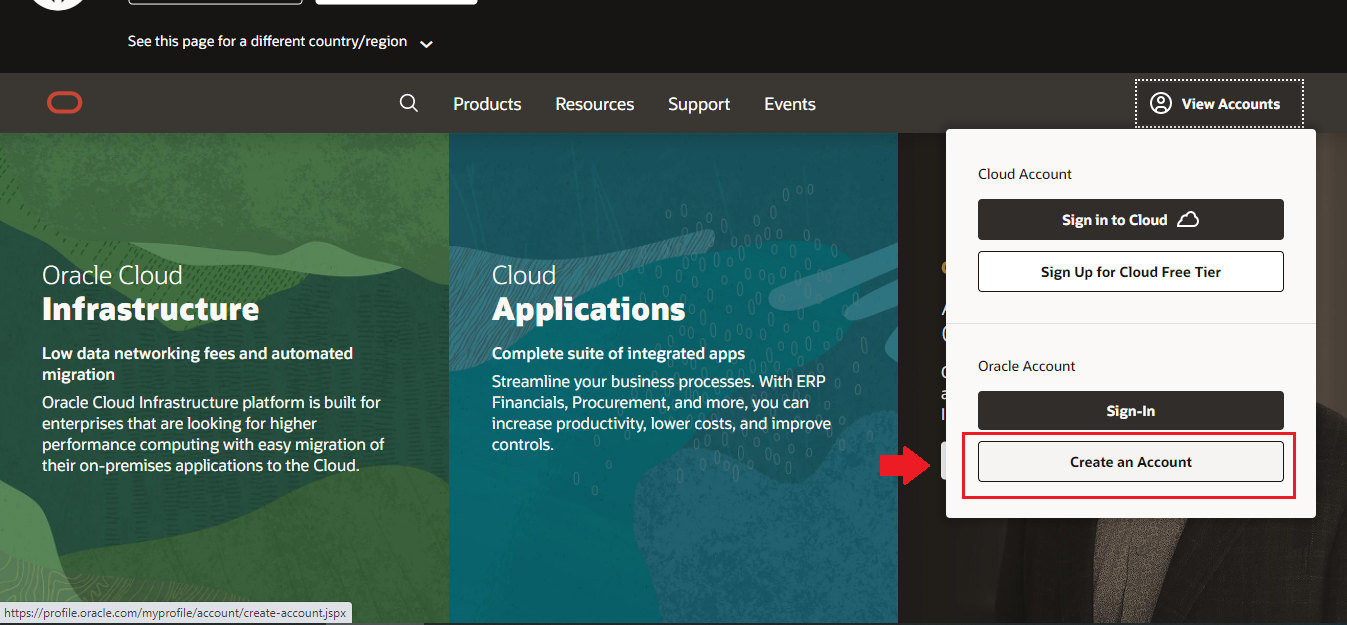 See this page for a different country/region
Products
Resources
Support
Events
View Accounts
Cloud Account
Sign in to Cloud
Sign Up for Cloud Free Tier
Oracle Account
Sign-In
Create an Account
Oracle Cloud
Infrastructure
Low data networking fees and automated
migration
Oracle Cloud Infrastructure platform is built for
enterprises that are looking for higher
performance computing with easy migration of
their on-premises applications to the Cloud.
Cloud
Applications
Complete suite of integrated apps
Streamline your business processes. With ERP
Financials, Procurement, and more, you can
increase productivity, lower costs, and improve
controls.
https://profile.oracle.com/myprofile/account/create-account.jspx